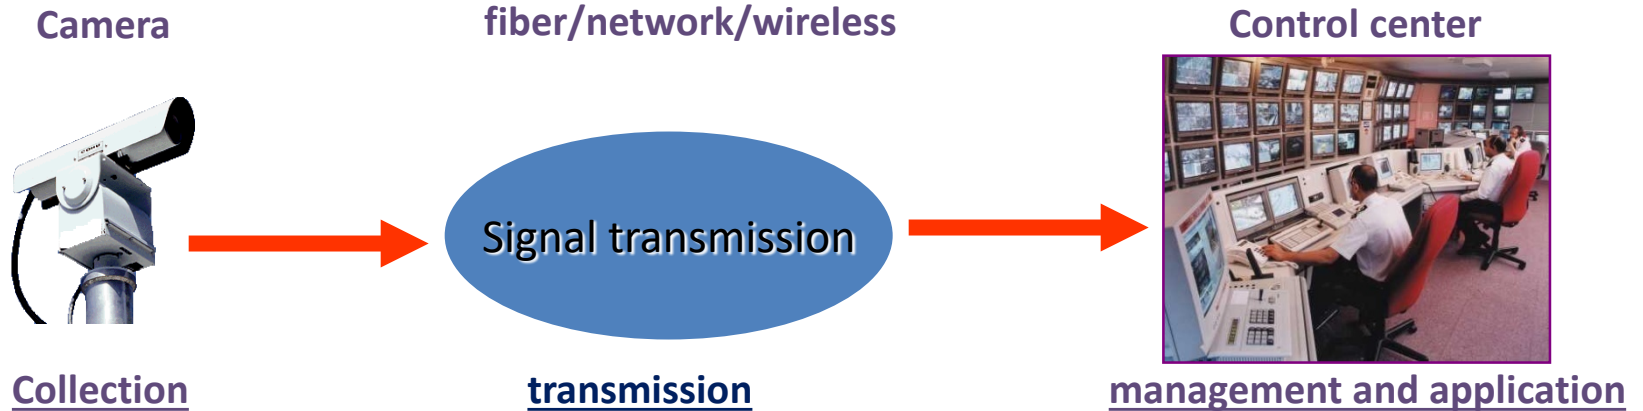 Camera
fiber/network/wireless
Control center
Signal transmission
Collection
transmission
management and application